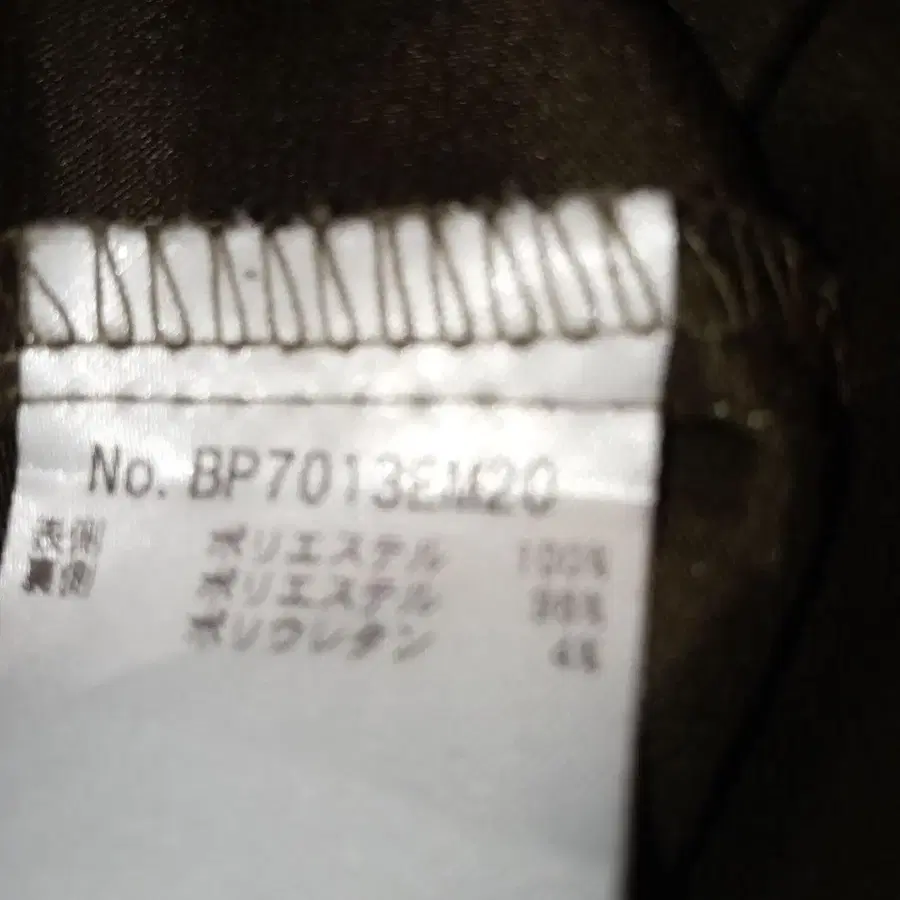 No. BP7013EM20
表側 ポリエステル 100%
裏側 ポリエステル 96%
ポリウレタン 4%